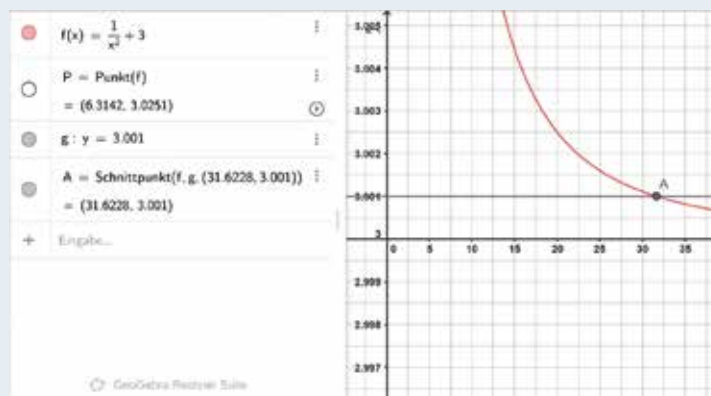 f(x) = 1/x² + 3
P = Punkt(f)
= (6.3142, 3.0251)
g : y = 3.001
A = Schnittpunkt(f, g, (31.6228, 3.001))
= (31.6228, 3.001)
+ Eingabe...
GeoGebra Rechner Suite
3.005
3.004
3.003
3.002
3.001
3
2.999
2.998
2.997
0 5 10 15 20 25 30 35
A